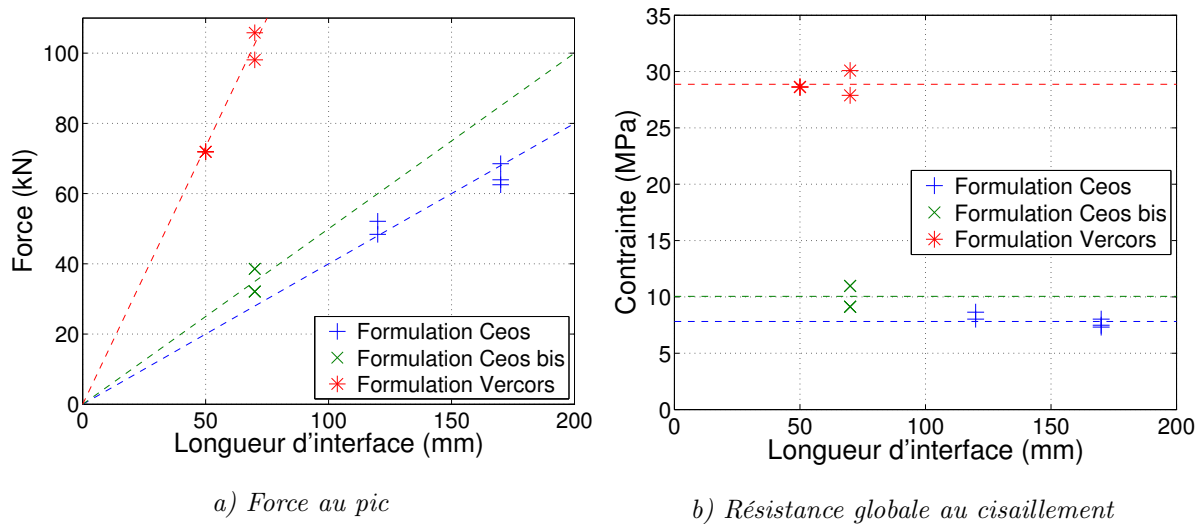 100
80
60
40
20
0
Force (kN)
0
50
100
150
200
Longueur d'interface (mm)
Formulation Ceos
Formulation Ceos bis
Formulation Vercors
a) Force au pic
35
30
25
20
15
10
5
0
Contrainte (MPa)
0
50
100
150
200
Longueur d'interface (mm)
Formulation Ceos
Formulation Ceos bis
Formulation Vercors
b) Résistance globale au cisaillement